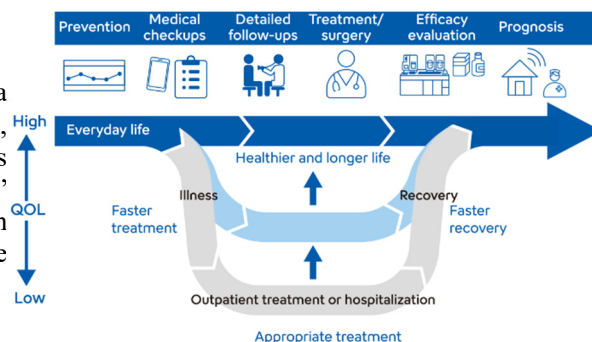 Prevention
Medical
checkups
Detailed
follow-ups
Treatment/
surgery
Efficacy
evaluation
Prognosis
a
,
s
”
n
e
High
QOL
Low
Everyday life
Healthier and longer life
Illness
Recovery
Faster
treatment
Faster
recovery
Outpatient treatment or hospitalization
Appropriate treatment